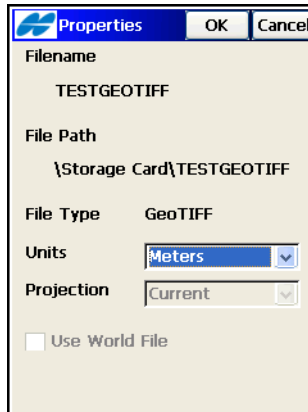 Properties OK Cancel
Filename
TESTGEOTIFF
File Path
\Storage Card\TESTGEOTIFF
File Type GeoTIFF
Units Meters
Projection Current
Use World File